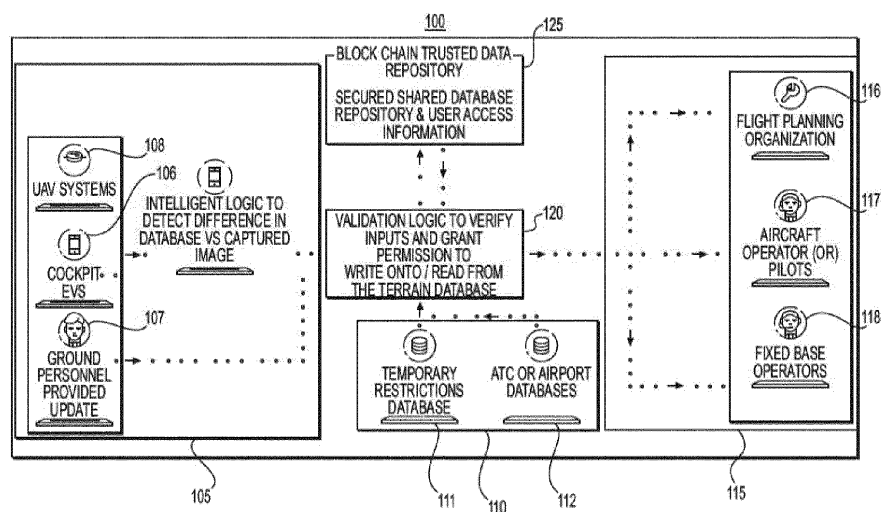 100
125
BLOCK CHAIN TRUSTED DATA
REPOSITORY
SECURED SHARED DATABASE
REPOSITORY & USER ACCESS
INFORMATION
108
UAV SYSTEMS
106
COCKPIT
EVS
107
GROUND
PERSONNEL
PROVIDED
UPDATE
INTELLIGENT LOGIC TO
DETECT DIFFERENCE IN
DATABASE VS CAPTURED
IMAGE
105
120
VALIDATION LOGIC TO VERIFY
INPUTS AND GRANT
PERMISSION TO
WRITE ONTO / READ FROM
THE TERRAIN DATABASE
TEMPORARY
RESTRICTIONS
DATABASE
ATC OR AIRPORT
DATABASES
111
110
112
116
FLIGHT PLANNING
ORGANIZATION
117
AIRCRAFT
OPERATOR (OR)
PILOTS
118
FIXED BASE
OPERATORS
115